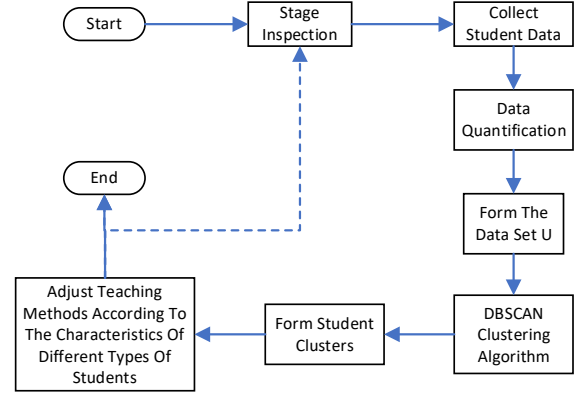 Start
Stage
Inspection
Collect
Student Data
Data
Quantification
Form The
Data Set U
DBSCAN
Clustering
Algorithm
Form Student
Clusters
Adjust Teaching
Methods According To
The Characteristics Of
Different Types Of
Students
End